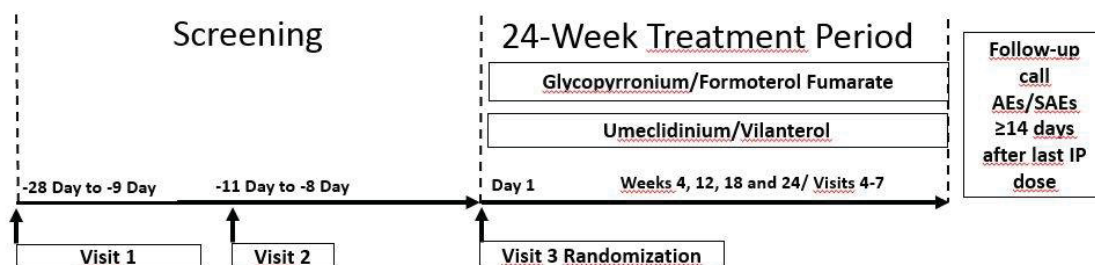 Screening
24-Week Treatment Period
Glycopyrronium/Formoterol Fumarate
Umeclidinium/Vilanterol
Follow-up
call
AEs/SAEs
≥14 days
after last IP
dose
-28 Day to -9 Day
-11 Day to -8 Day
Day 1
Weeks 4, 12, 18 and 24/ Visits 4-7
Visit 1
Visit 2
Visit 3 Randomization